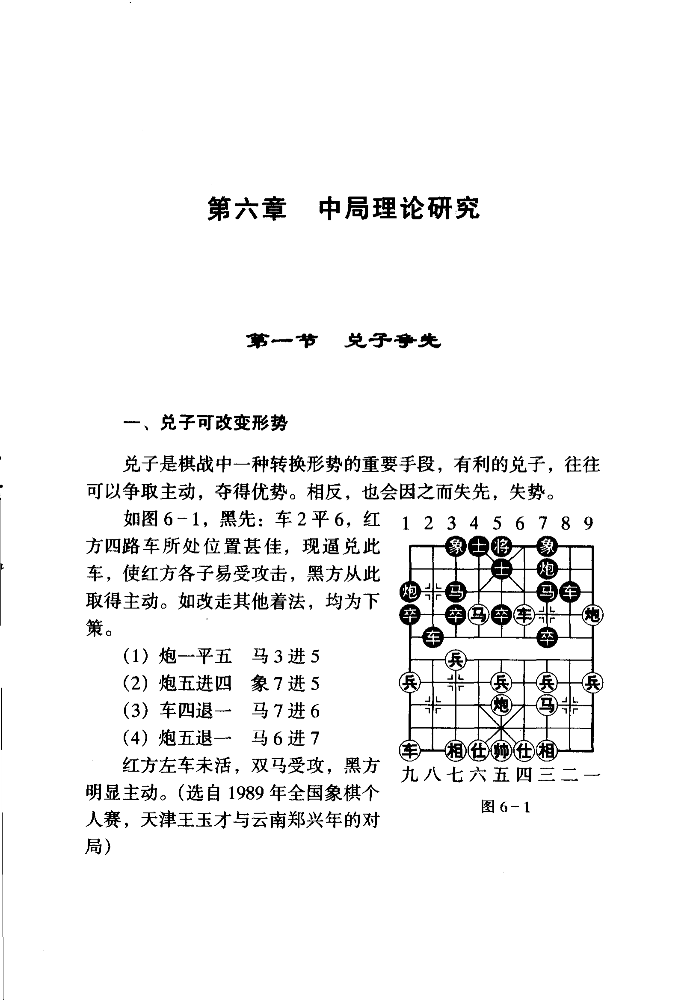 第六章　中局理论研究
第一节　兑子争先
一、兑子可改变形势
兑子是棋战中一种转换形势的重要手段，有利的兑子，往往
可以争取主动，夺得优势。相反，也会因之而失先，失势。
如图6－1，黑先：车2平6，红
方四路车所处位置甚佳，现逼兑此
车，使红方各子易受攻击，黑方从此
取得主动。如改走其他着法，均为下
策。
(1) 炮一平五　马3进5
(2) 炮五进四　象7进5
(3) 车四退一　马7进6
(4) 炮五退一　马6进7
红方左车未活，双马受攻，黑方
明显主动。(选自1989年全国象棋个
人赛，天津王玉才与云南郑兴年的对
局)
1 2 3 4 5 6 7 8 9
象 士 将 象
士 炮
炮 马 马 车
卒 卒 马 卒 车 炮
车 卒
兵
兵 兵 兵 兵
炮 马
车 相 仕 帅 仕 相
九 八 七 六 五 四 三 二 一
图6－1